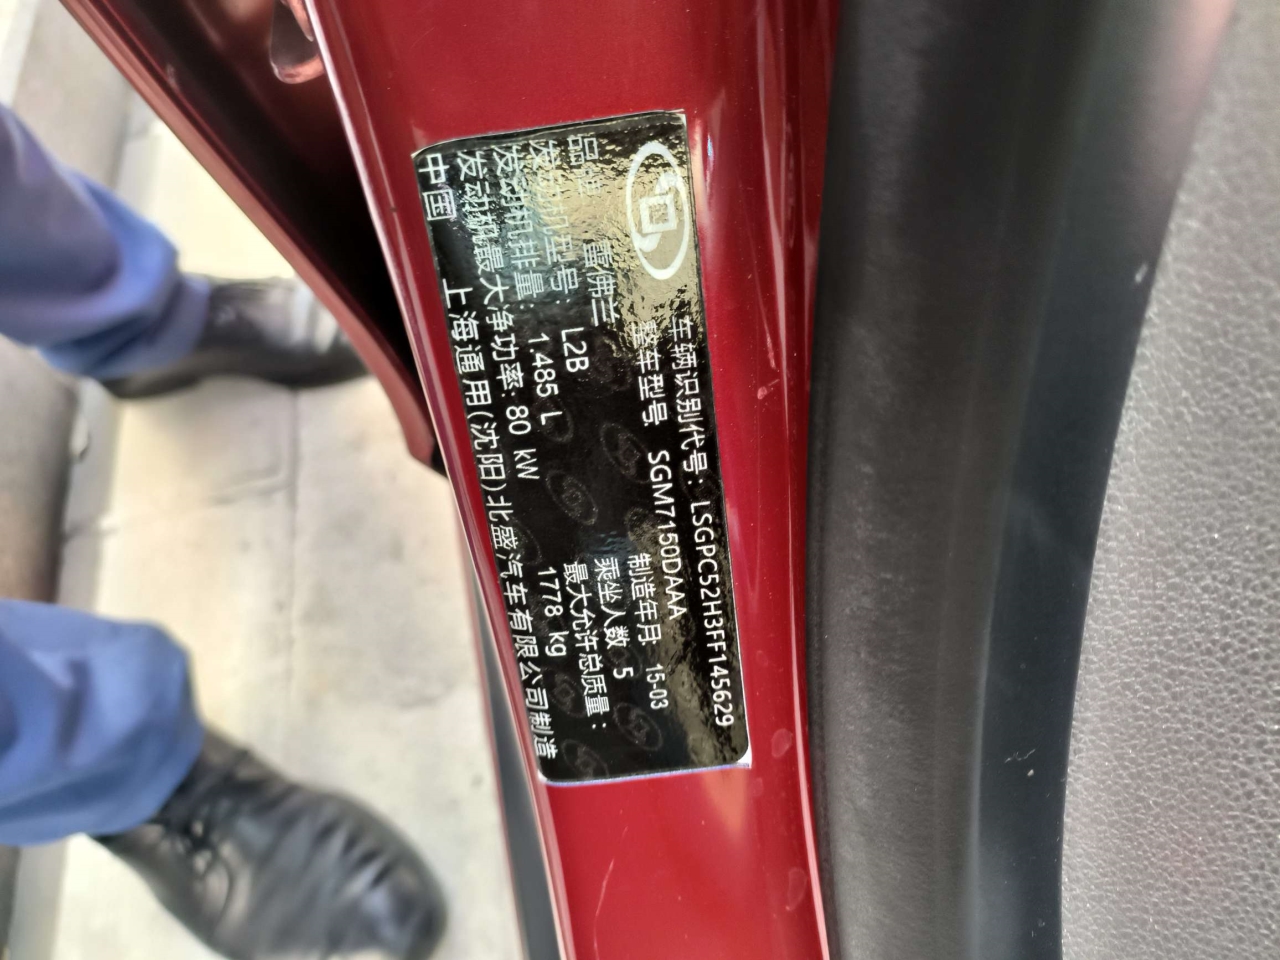 车辆识别代号: LSGPC52H3FF145629
整车型号 SGM7150DAAA
品牌 雪佛兰 制造年月 15-03
发动机型号: L2B 乘坐人数 5
发动机排量: 1.485 L 最大允许总质量:
发动机最大净功率: 80 kW 1778 kg
中国 上海通用(沈阳)北盛汽车有限公司制造